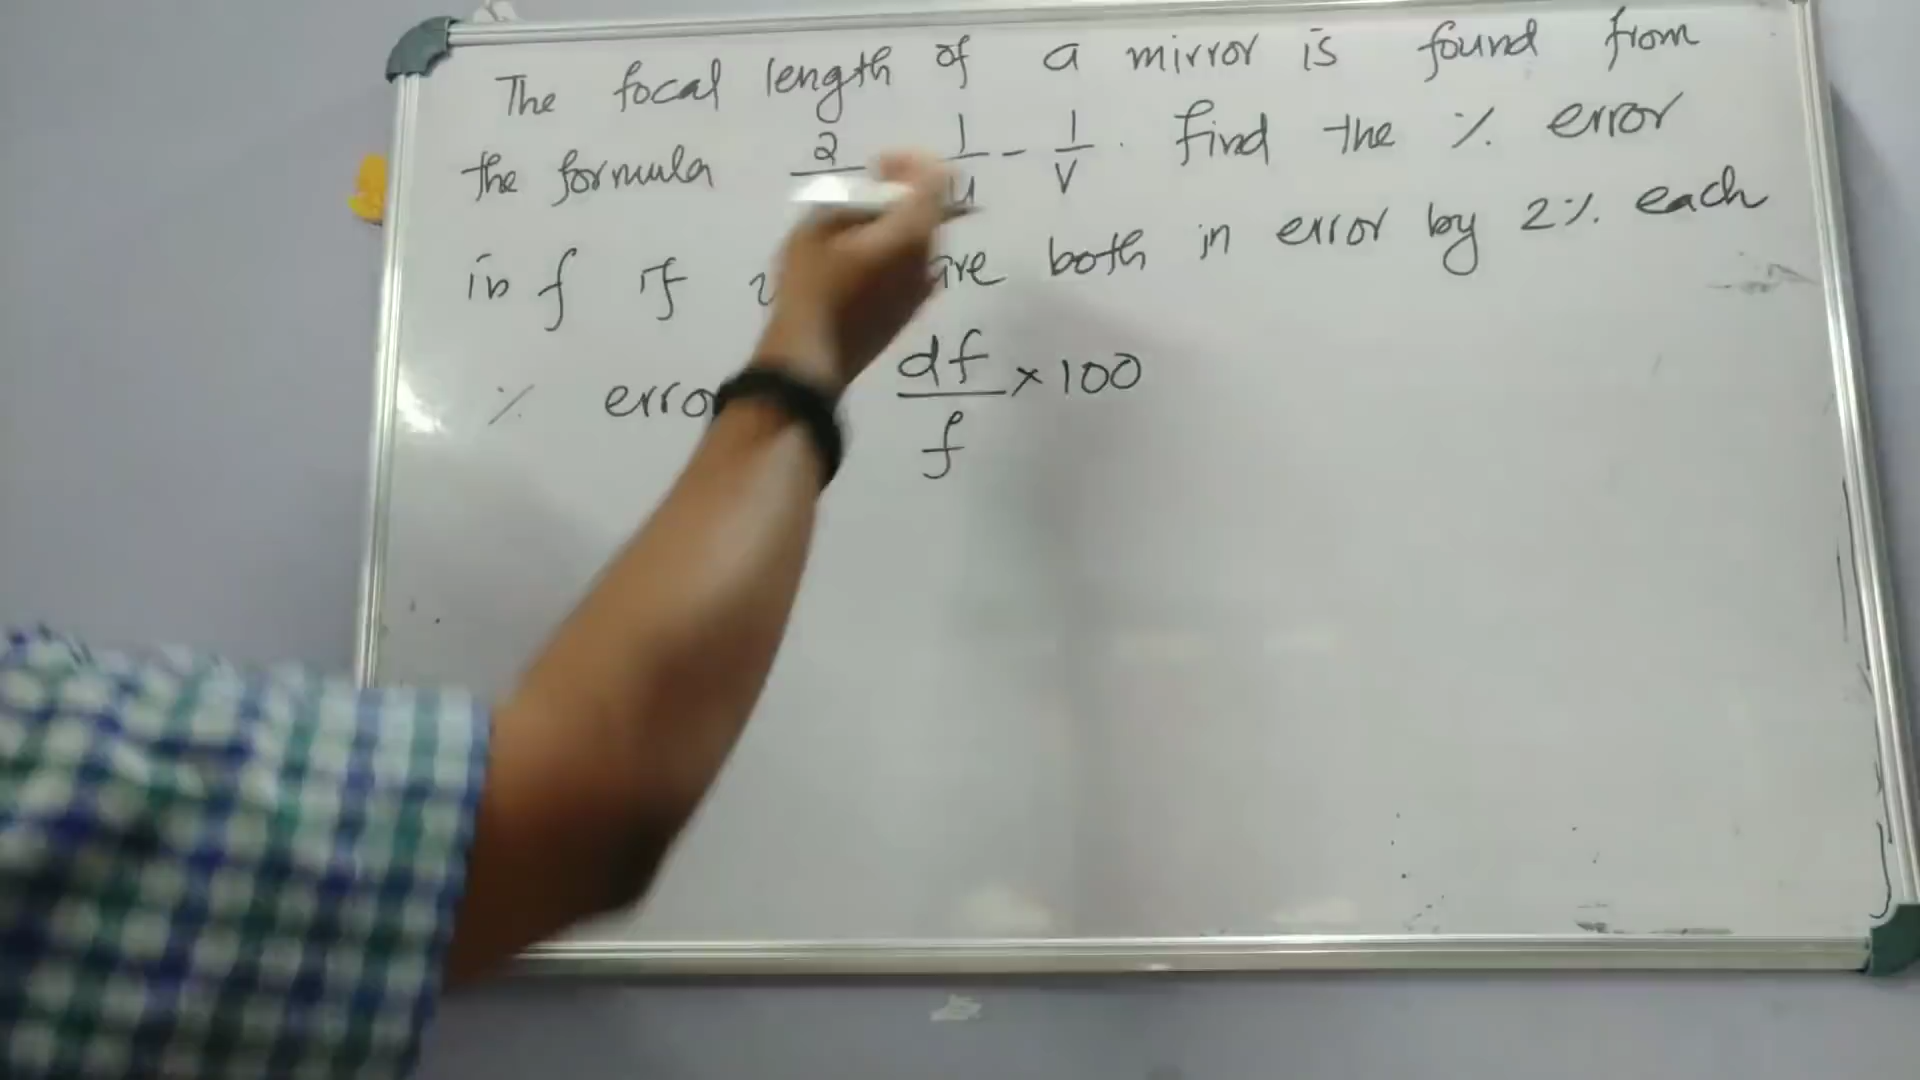 The focal length of a mirror is found from
the formula 2 1/u - 1/v. find the % error
in f if are both in error by 2% each
% error df/f × 100